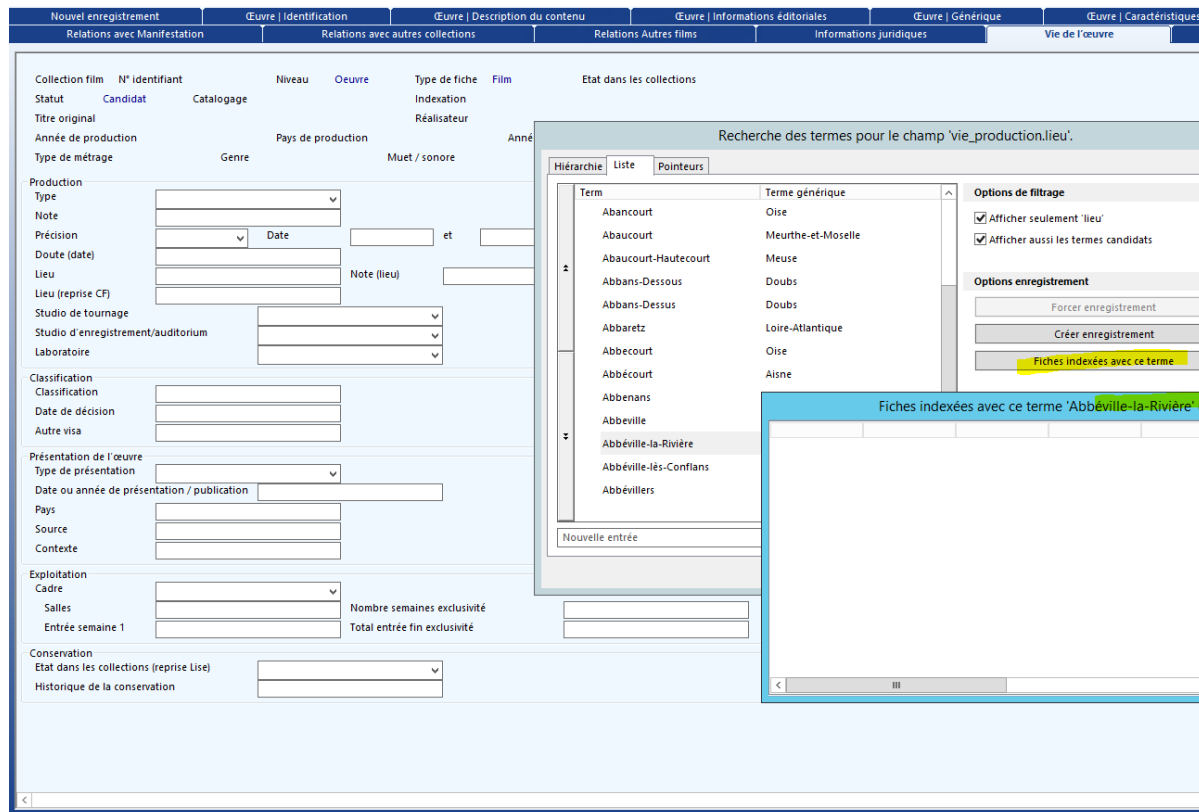 Nouvel enregistrement Œuvre | Identification Œuvre | Description du contenu Œuvre | Informations éditoriales Œuvre | Générique Œuvre | Caractéristiques
Relations avec Manifestation Relations avec autres collections Relations Autres films Informations juridiques Vie de l'œuvre
Collection film N° identifiant Niveau Oeuvre Type de fiche Film Etat dans les collections
Statut Candidat Catalogage Indexation
Titre original Réalisateur
Année de production Pays de production Anné
Type de métrage Genre Muet / sonore
Production
Type
Note
Précision Date et
Doute (date)
Lieu Note (lieu)
Lieu (reprise CF)
Studio de tournage
Studio d'enregistrement/auditorium
Laboratoire
Classification
Classification
Date de décision
Autre visa
Présentation de l'œuvre
Type de présentation
Date ou année de présentation / publication
Pays
Source
Contexte
Exploitation
Cadre
Salles Nombre semaines exclusivité
Entrée semaine 1 Total entrée fin exclusivité
Conservation
Etat dans les collections (reprise Lise)
Historique de la conservation
Recherche des termes pour le champ 'vie_production.lieu'.
Hiérarchie Liste Pointeurs
Term Terme générique
Abancourt Oise
Abaucourt Meurthe-et-Moselle
Abaucourt-Hautecourt Meuse
Abbans-Dessous Doubs
Abbans-Dessus Doubs
Abbaretz Loire-Atlantique
Abbecourt Oise
Abbécourt Aisne
Abbenans
Abbeville
Abbéville-la-Rivière
Abbéville-lès-Conflans
Abbévillers
Nouvelle entrée
Options de filtrage
Afficher seulement 'lieu'
Afficher aussi les termes candidats
Options enregistrement
Forcer enregistrement
Créer enregistrement
Fiches indexées avec ce terme
Fiches indexées avec ce terme 'Abbéville-la-Rivière'